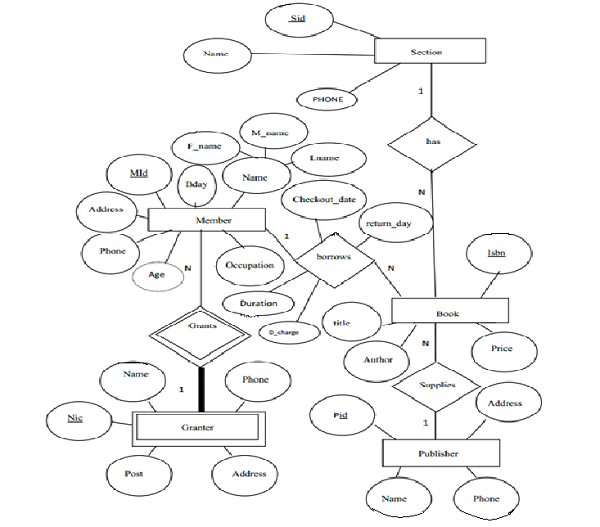 Sid
Name
Section
PHONE
1
has
M_name
F_name
Lname
MId
Bday
Name
Checkout_date
Address
Member
return_day
1
N
Phone
Age
N
Occupation
borrows
N
Isbn
Duration
Book
Grants
D_charge
title
Author
N
Price
Name
Phone
1
Supplies
Address
Nic
Granter
Pid
1
Publisher
Post
Address
Name
Phone